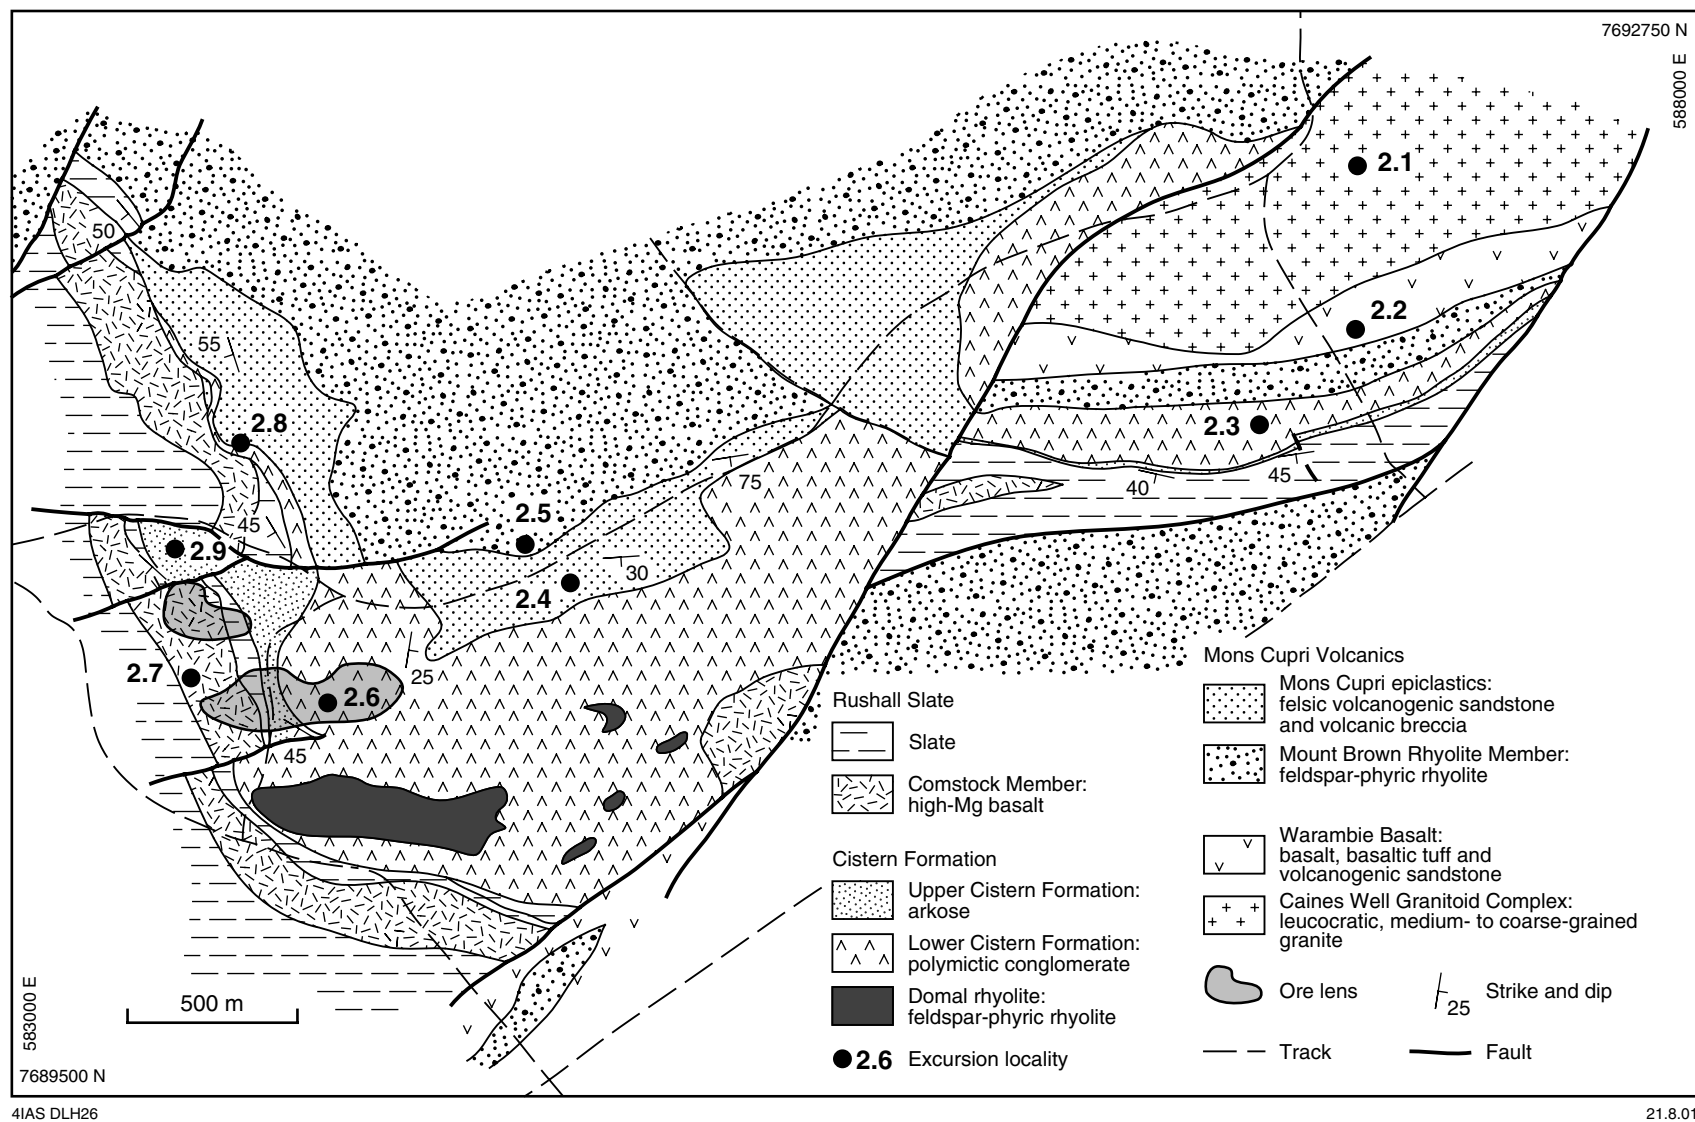 7692750 N
588000 E
2.1
50
2.2
55
2.8
2.3
75
45
40
2.5
45
2.9
30
2.4
2.7
25
2.6
45
583000 E
500 m
7689500 N
Rushall Slate
Slate
Comstock Member:
high-Mg basalt
Cistern Formation
Upper Cistern Formation:
arkose
Lower Cistern Formation:
polymictic conglomerate
Domal rhyolite:
feldspar-phyric rhyolite
2.6 Excursion locality
Mons Cupri Volcanics
Mons Cupri epiclastics:
felsic volcanogenic sandstone
and volcanic breccia
Mount Brown Rhyolite Member:
feldspar-phyric rhyolite
Warambie Basalt:
basalt, basaltic tuff and
volcanogenic sandstone
Caines Well Granitoid Complex:
leucocratic, medium- to coarse-grained
granite
Ore lens
25 Strike and dip
Track
Fault
4IAS DLH26
21.8.01